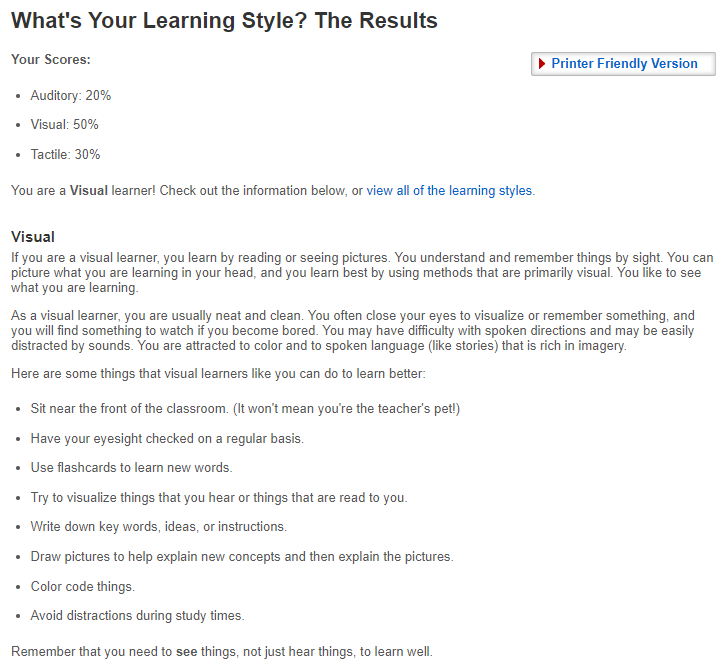 What's Your Learning Style? The Results
Your Scores:
Printer Friendly Version
Auditory: 20%
Visual: 50%
Tactile: 30%
You are a Visual learner! Check out the information below, or view all of the learning styles.
Visual
If you are a visual learner, you learn by reading or seeing pictures. You understand and remember things by sight. You can
picture what you are learning in your head, and you learn best by using methods that are primarily visual. You like to see
what you are learning.
As a visual learner, you are usually neat and clean. You often close your eyes to visualize or remember something, and
you will find something to watch if you become bored. You may have difficulty with spoken directions and may be easily
distracted by sounds. You are attracted to color and to spoken language (like stories) that is rich in imagery.
Here are some things that visual learners like you can do to learn better:
Sit near the front of the classroom. (It won't mean you're the teacher's pet!)
Have your eyesight checked on a regular basis.
Use flashcards to learn new words.
Try to visualize things that you hear or things that are read to you.
Write down key words, ideas, or instructions.
Draw pictures to help explain new concepts and then explain the pictures.
Color code things.
Avoid distractions during study times.
Remember that you need to see things, not just hear things, to learn well.